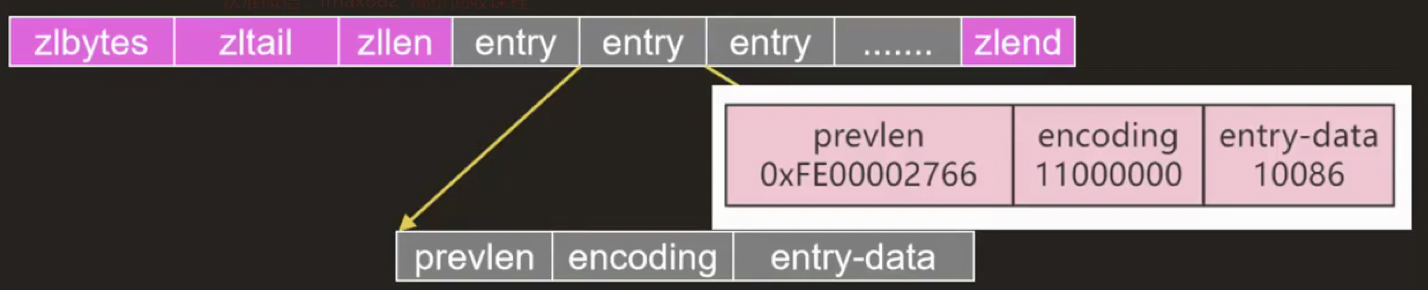 zlbytes zltail zllen entry entry entry ....... zlend
prevlen encoding entry-data
0xFE00002766 11000000 10086
prevlen encoding entry-data